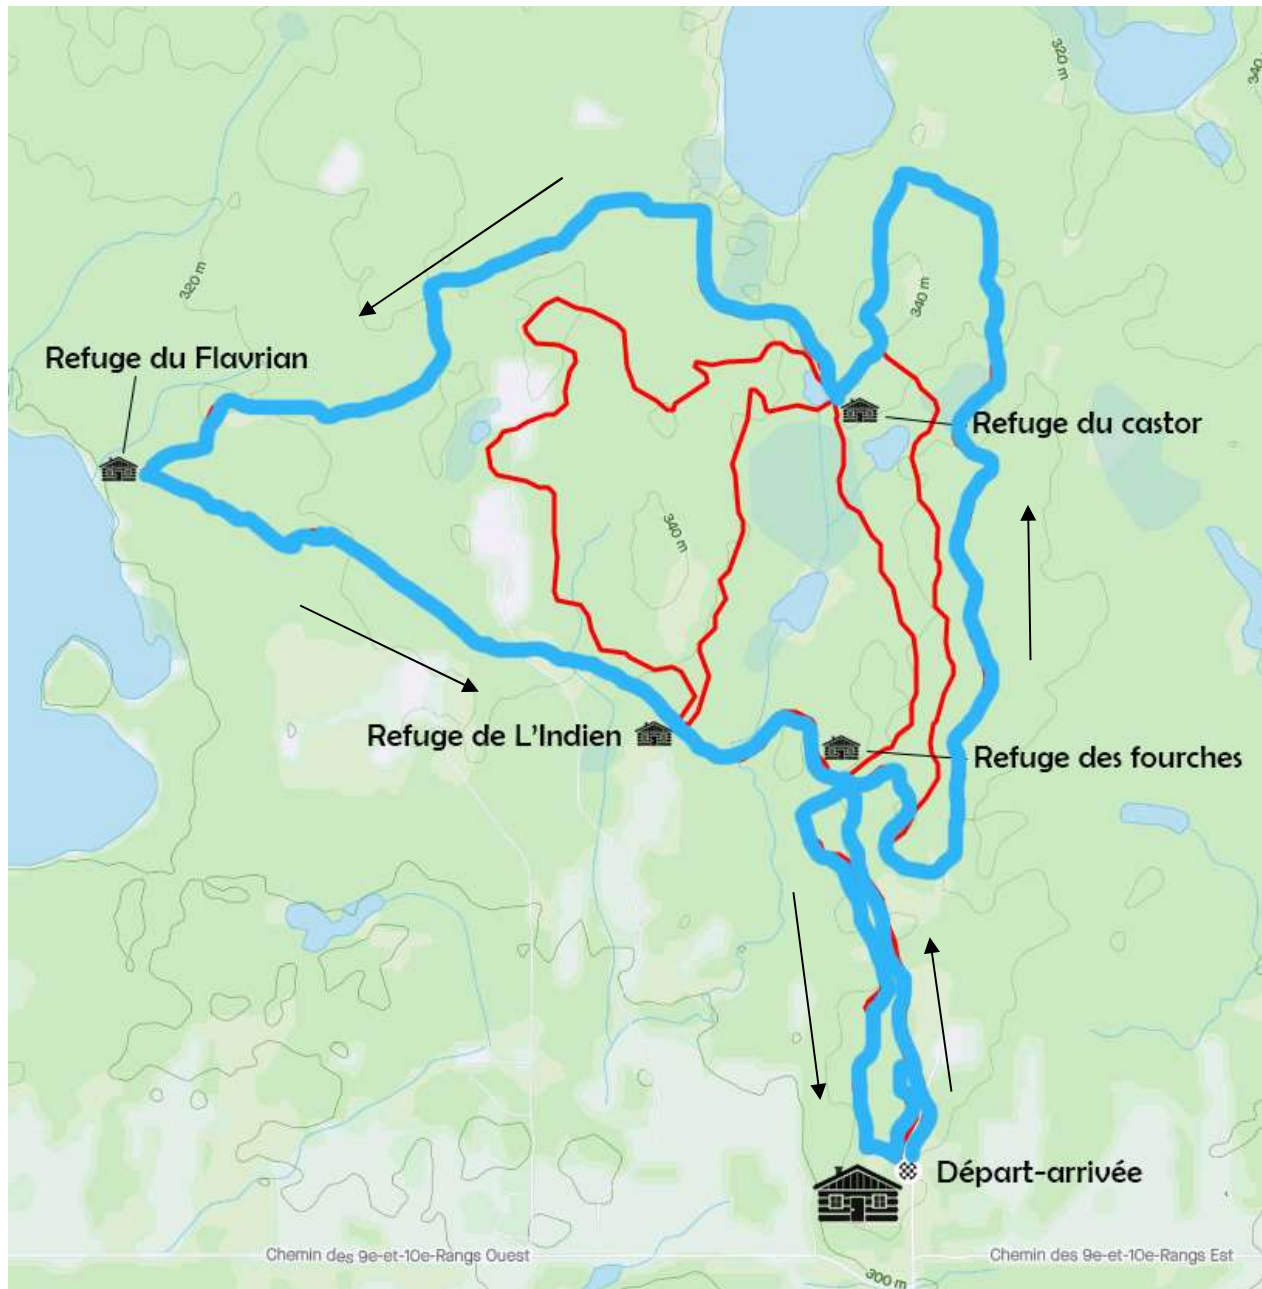 320 m
340
320 m
340 m
Refuge du Flavrian
Refuge du castor
340 m
Refuge de L'Indien
Refuge des fourches
Départ-arrivée
Chemin des 9e-et-10e-Rangs Ouest
Chemin des 9e-et-10e-Rangs Est
300 m